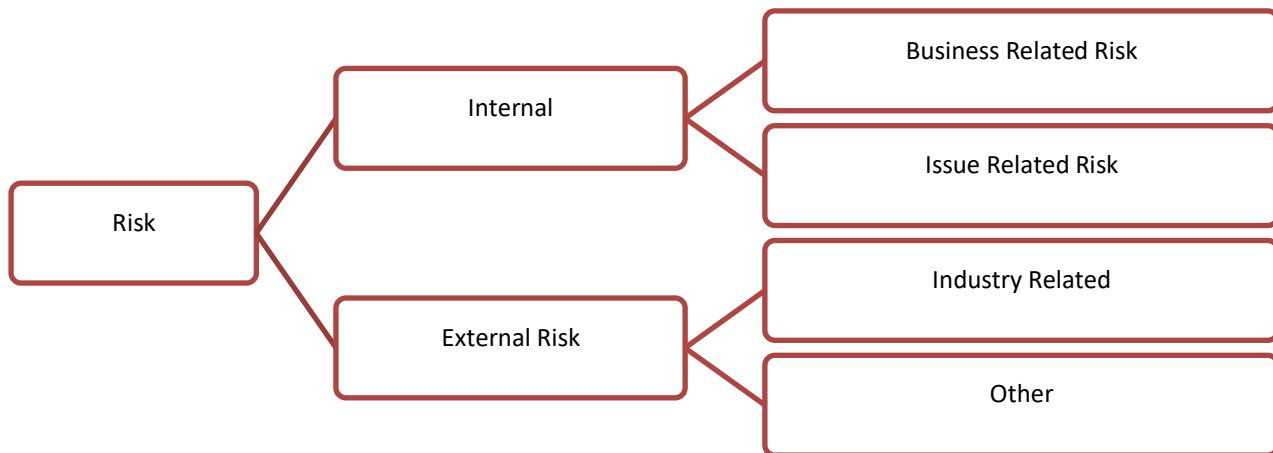 Risk
Internal
Business Related Risk
Issue Related Risk
External Risk
Industry Related
Other